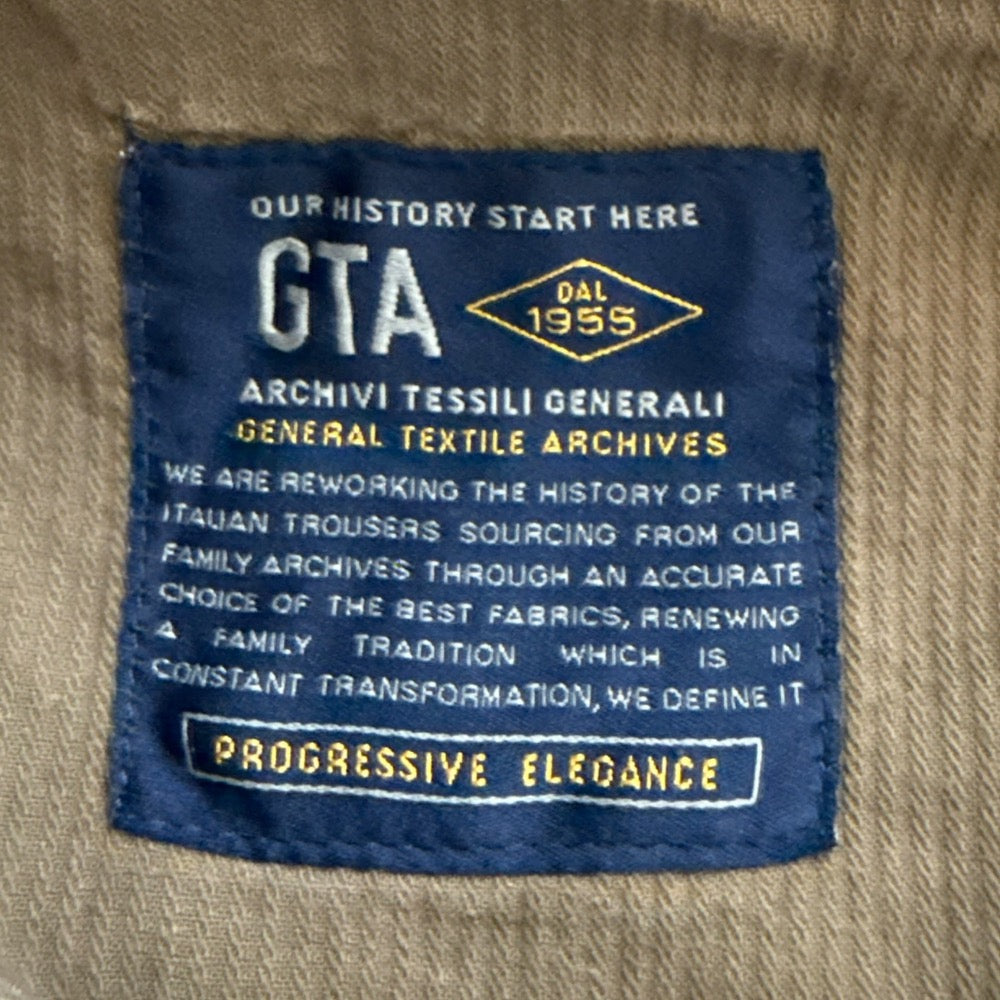 OUR HISTORY START HERE
GTA
DAL
1955
ARCHIVI TESSILI GENERALI
GENERAL TEXTILE ARCHIVES
WE ARE REWORKING THE HISTORY OF THE
ITALIAN TROUSERS SOURCING FROM OUR
FAMILY ARCHIVES THROUGH AN ACCURATE
CHOICE OF THE BEST FABRICS, RENEWING
A FAMILY TRADITION WHICH IS IN
CONSTANT TRANSFORMATION, WE DEFINE IT
PROGRESSIVE ELEGANCE